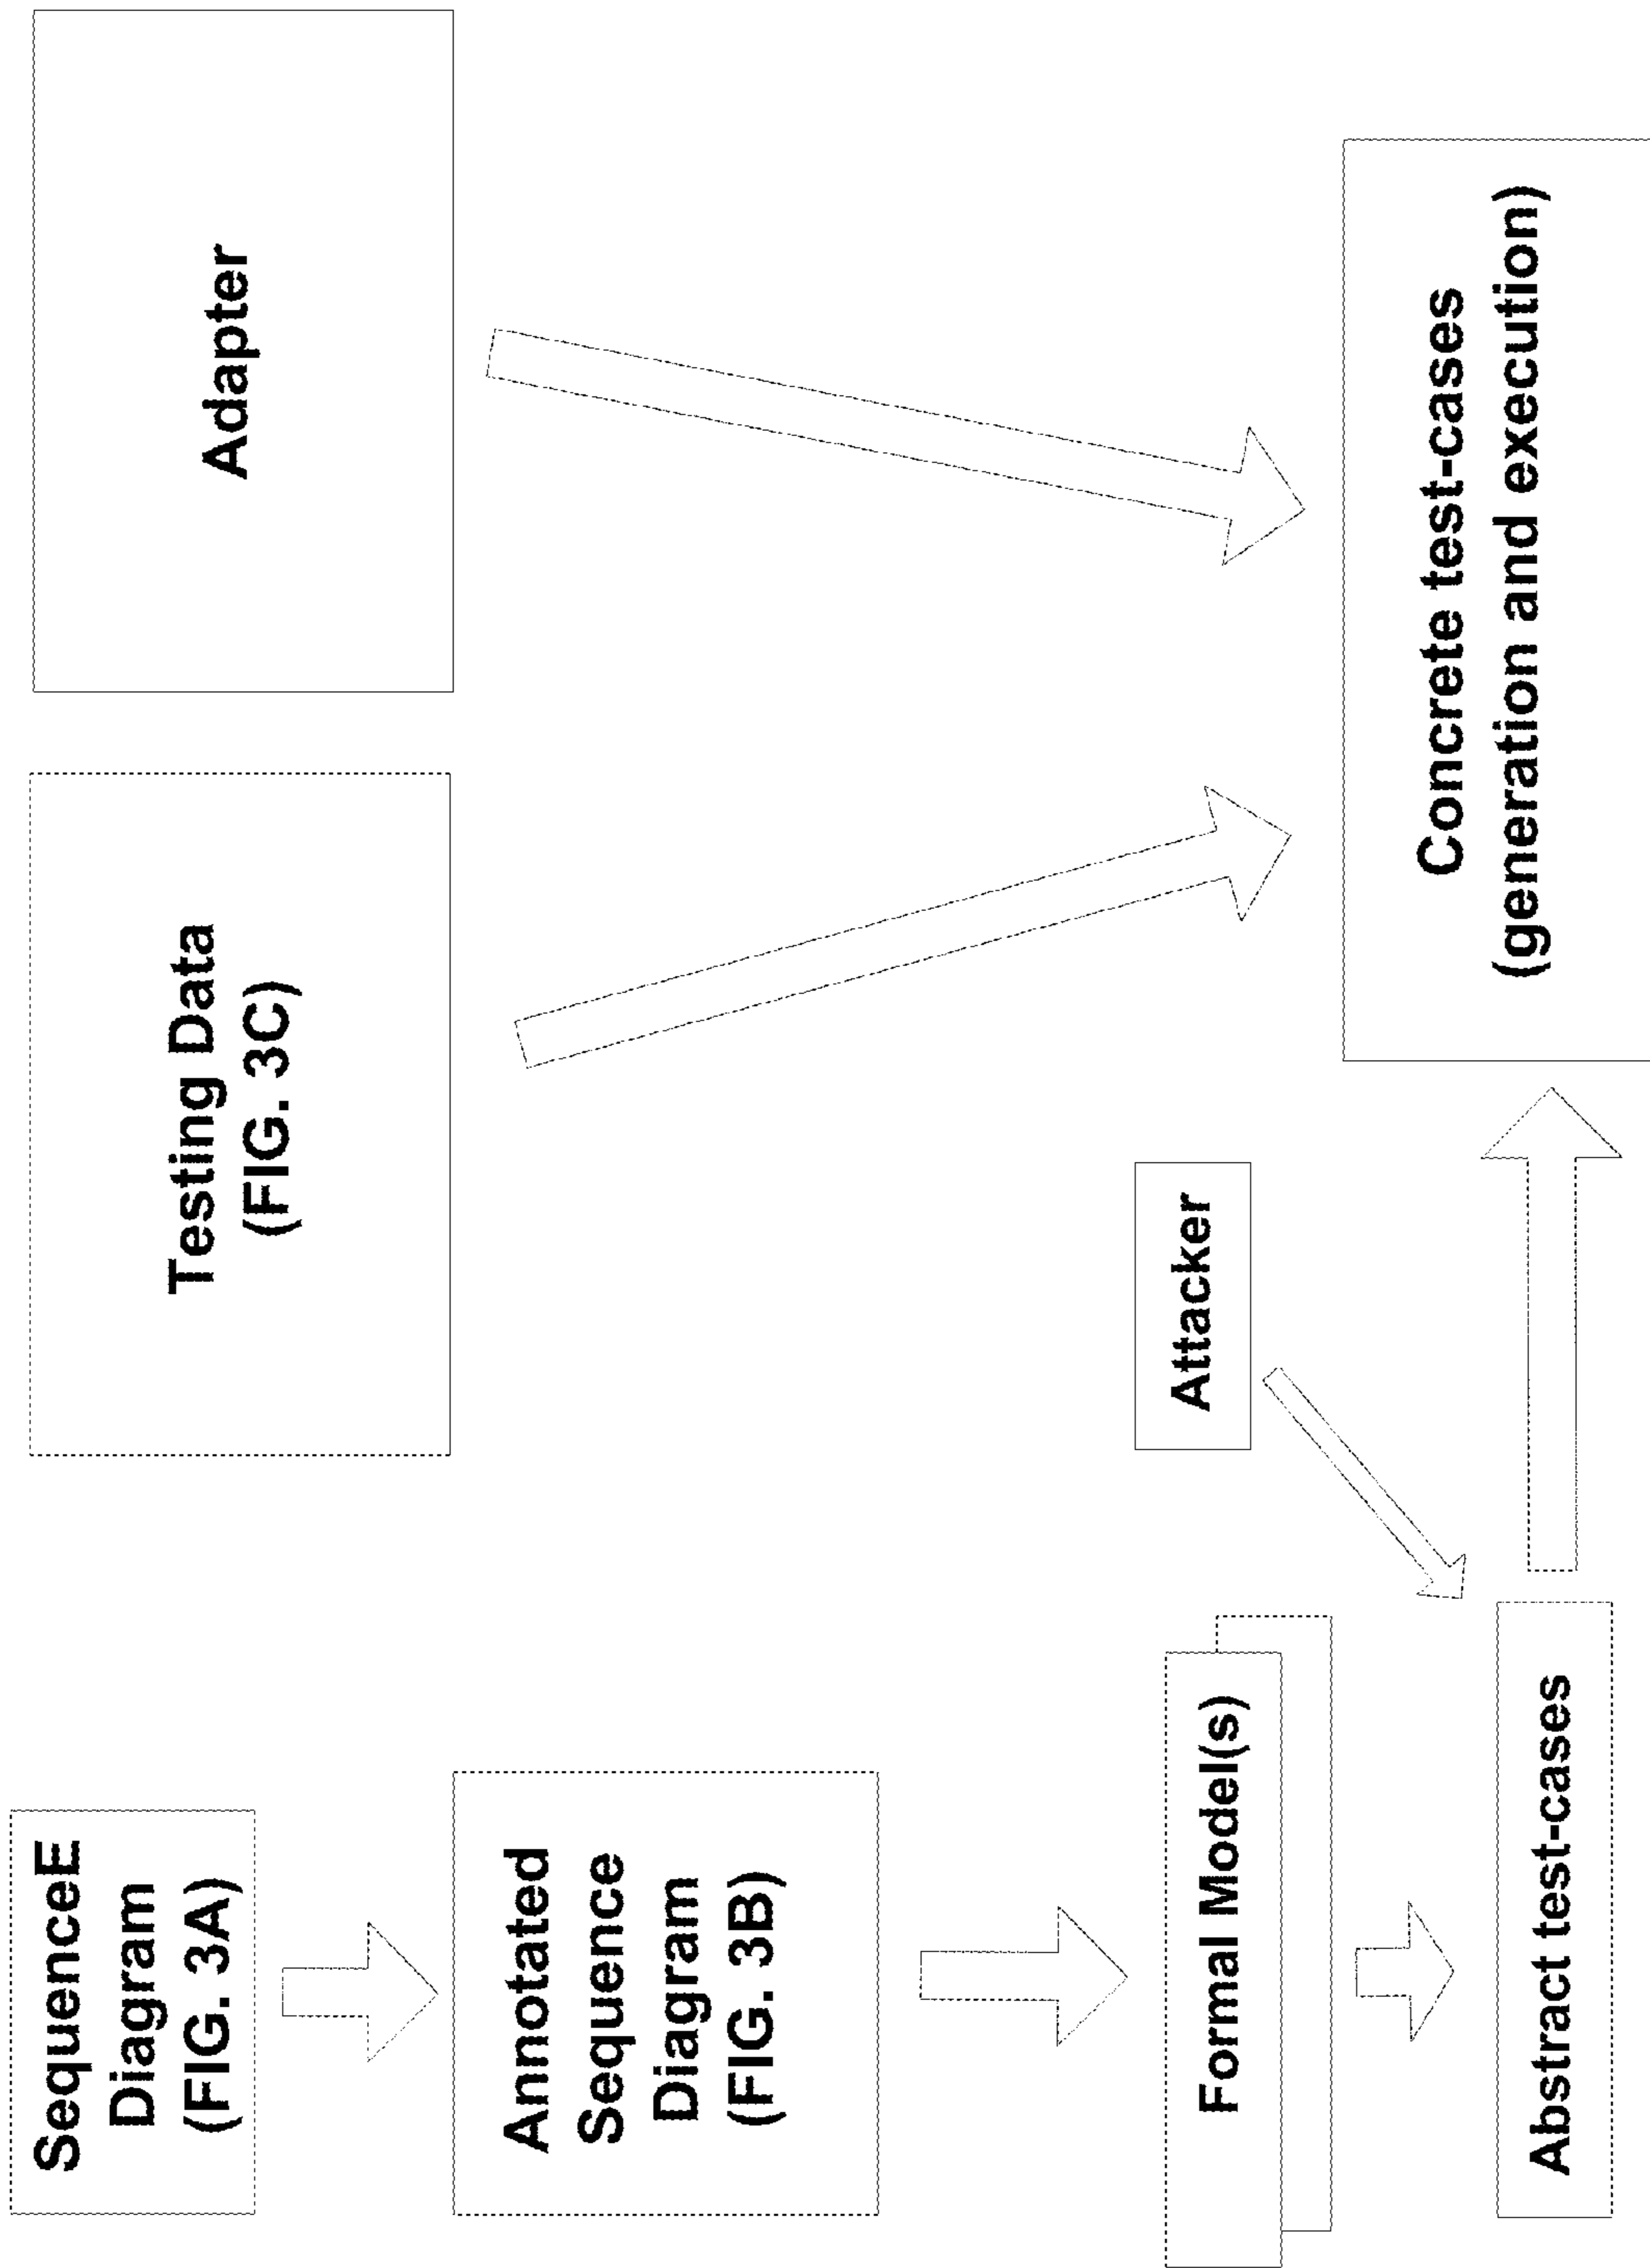 SequenceE
Diagram
(FIG. 3A)
Annotated
Sequence
Diagram
(FIG. 3B)
Formal Model(s)
Abstract test-cases
Attacker
Testing Data
(FIG. 3C)
Adapter
Concrete test-cases
(generation and execution)